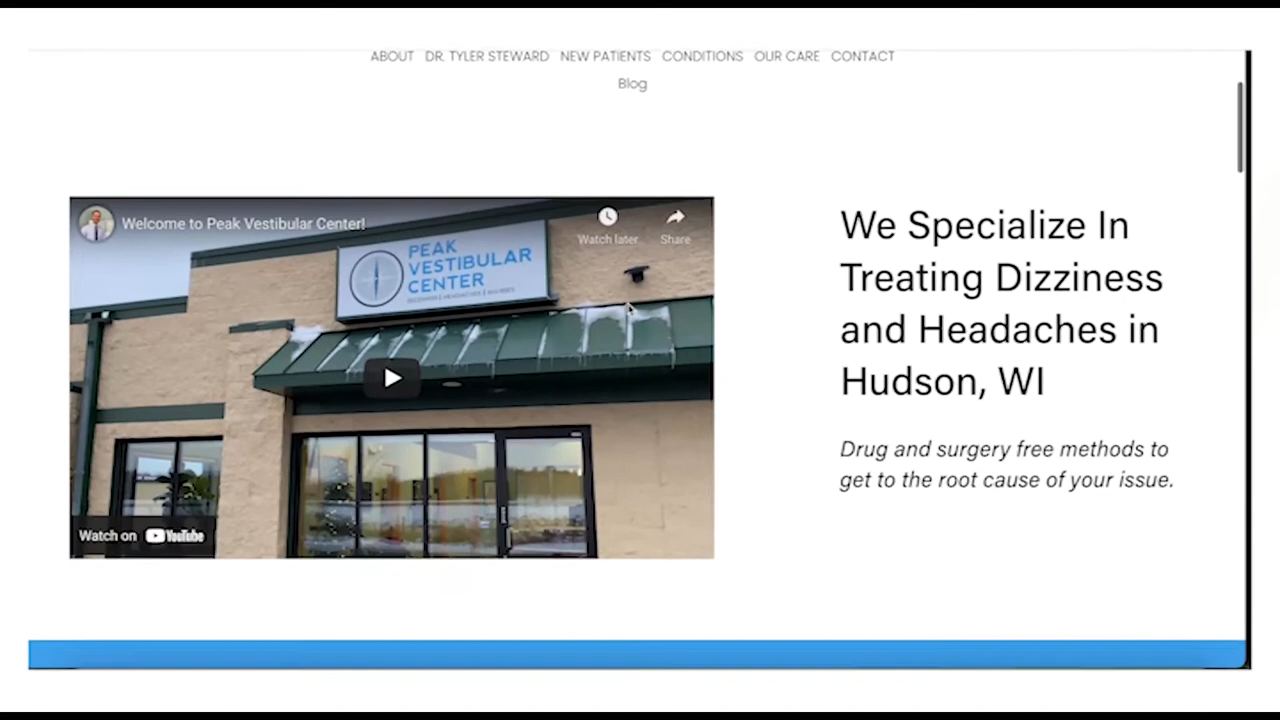 ABOUT DR. TYLER STEWARD NEW PATIENTS CONDITIONS OUR CARE CONTACT
Blog
Welcome to Peak Vestibular Center!
Watch later
Share
PEAK
VESTIBULAR
CENTER
We Specialize In
Treating Dizziness
and Headaches in
Hudson, WI
Drug and surgery free methods to
get to the root cause of your issue.
Watch on YouTube